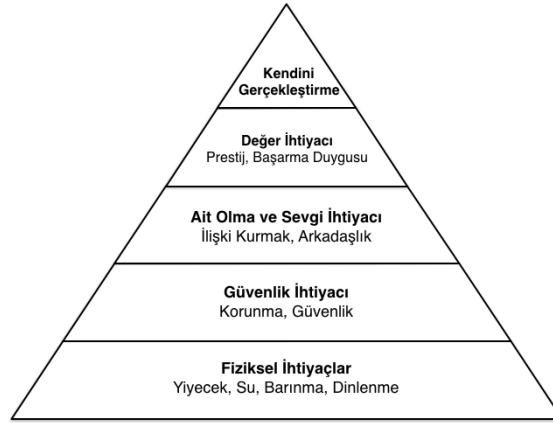 Kendini
Gerçekleştirme
Değer İhtiyacı
Prestij, Başarma Duygusu
Ait Olma ve Sevgi İhtiyacı
İlişki Kurmak, Arkadaşlık
Güvenlik İhtiyacı
Korunma, Güvenlik
Fiziksel İhtiyaçlar
Yiyecek, Su, Barınma, Dinlenme